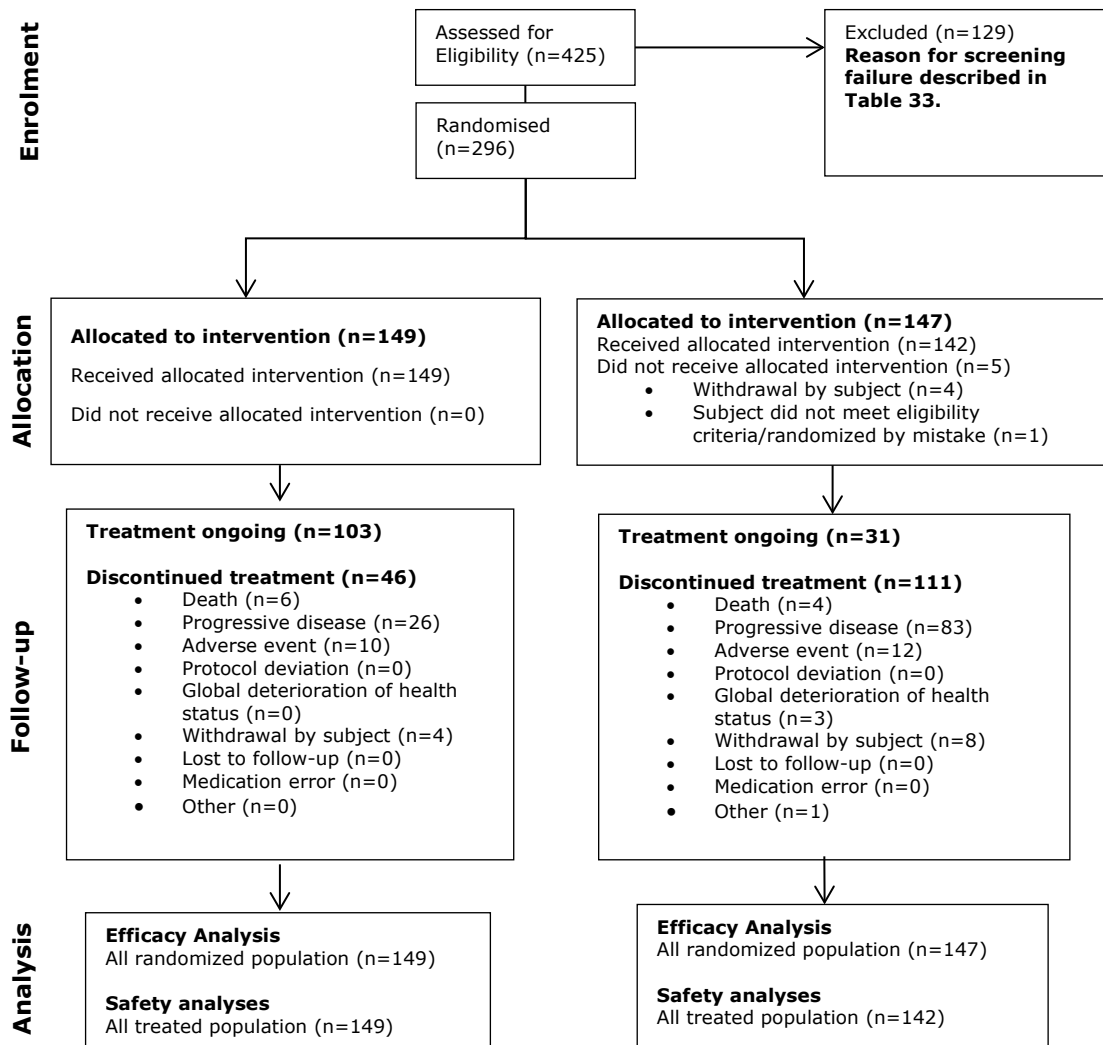 Enrolment
Assessed for
Eligibility (n=425)
Excluded (n=129)
Reason for screening
failure described in
Table 33.
Randomised
(n=296)
Allocation
Allocated to intervention (n=149)
Received allocated intervention (n=149)
Did not receive allocated intervention (n=0)
Allocated to intervention (n=147)
Received allocated intervention (n=142)
Did not receive allocated intervention (n=5)
• Withdrawal by subject (n=4)
• Subject did not meet eligibility
criteria/randomized by mistake (n=1)
Follow-up
Treatment ongoing (n=103)
Discontinued treatment (n=46)
• Death (n=6)
• Progressive disease (n=26)
• Adverse event (n=10)
• Protocol deviation (n=0)
• Global deterioration of health
status (n=0)
• Withdrawal by subject (n=4)
• Lost to follow-up (n=0)
• Medication error (n=0)
• Other (n=0)
Treatment ongoing (n=31)
Discontinued treatment (n=111)
• Death (n=4)
• Progressive disease (n=83)
• Adverse event (n=12)
• Protocol deviation (n=0)
• Global deterioration of health
status (n=3)
• Withdrawal by subject (n=8)
• Lost to follow-up (n=0)
• Medication error (n=0)
• Other (n=1)
Analysis
Efficacy Analysis
All randomized population (n=149)
Safety analyses
All treated population (n=149)
Efficacy Analysis
All randomized population (n=147)
Safety analyses
All treated population (n=142)